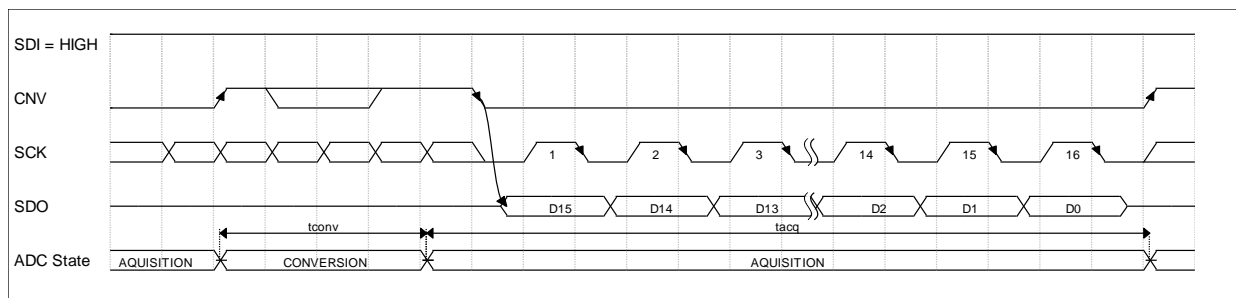 SDI = HIGH
CNV
SCK 1 2 3 14 15 16
SDO D15 D14 D13 D2 D1 D0
tconv tacq
ADC State AQUISITION CONVERSION AQUISITION